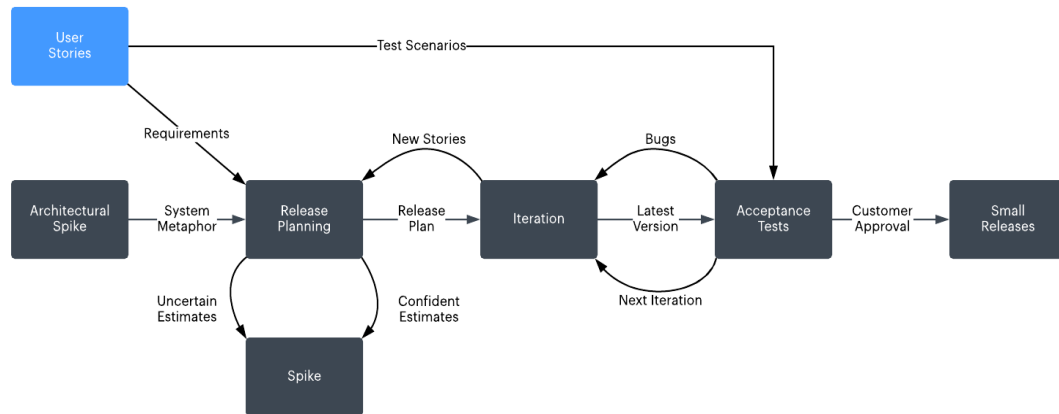 User
Stories
Test Scenarios
Requirements
New Stories
Bugs
Architectural
Spike
System
Metaphor
Release
Planning
Release
Plan
Iteration
Latest
Version
Acceptance
Tests
Customer
Approval
Small
Releases
Uncertain
Estimates
Confident
Estimates
Next Iteration
Spike